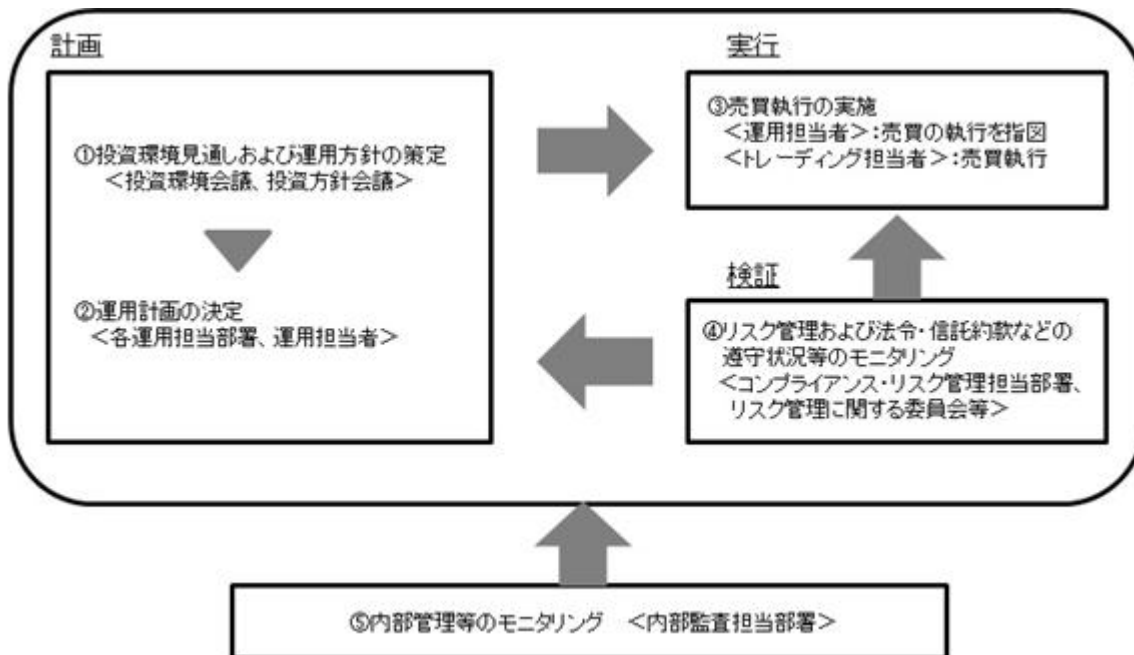 計画
①投資環境見通しおよび運用方針の策定
<投資環境会議、投資方針会議>
②運用計画の決定
<各運用担当部署、運用担当者>
実行
③売買執行の実施
<運用担当者>:売買の執行を指図
<トレーディング担当者>:売買執行
検証
④リスク管理および法令・信託約款などの
遵守状況等のモニタリング
<コンプライアンス・リスク管理担当部署、
リスク管理に関する委員会等>
⑤内部管理等のモニタリング <内部監査担当部署>